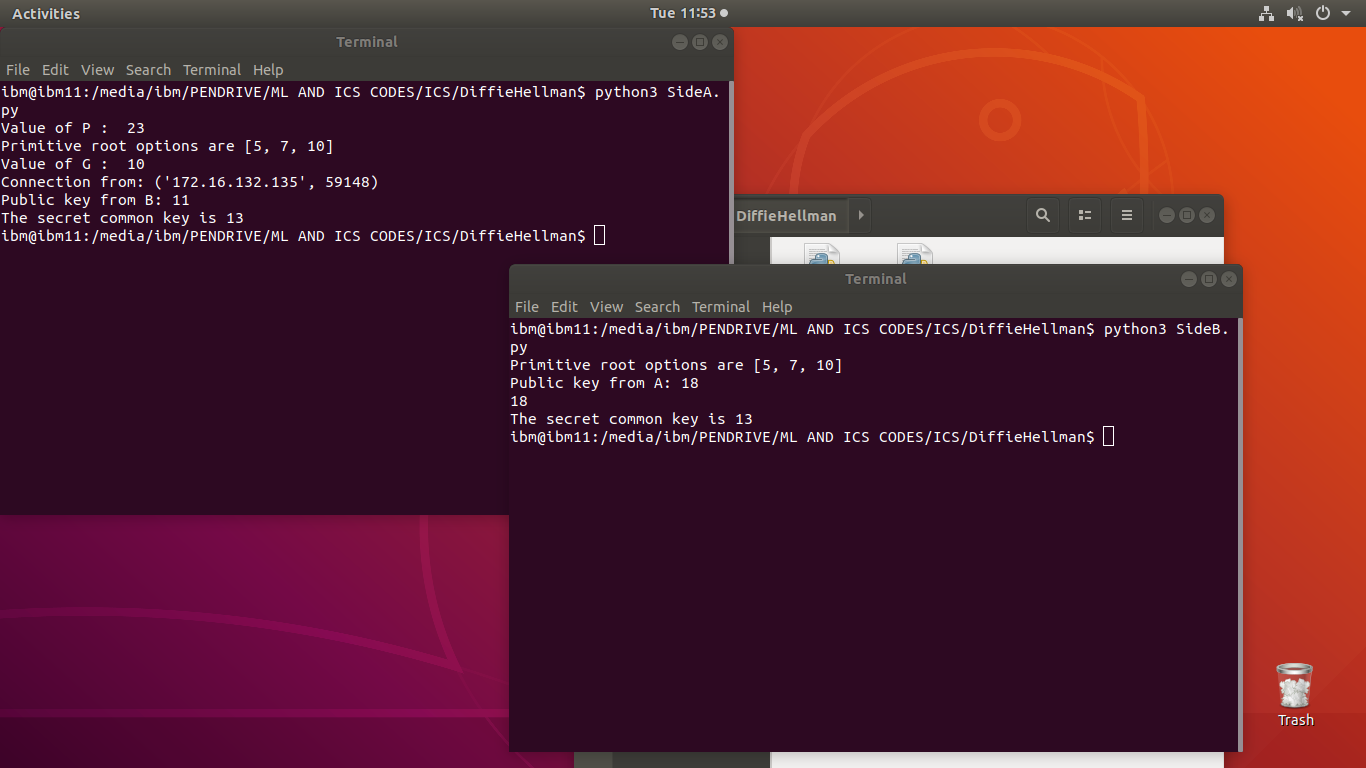 Activities
Tue 11:53
Terminal
File Edit View Search Terminal Help
ibm@ibm11:/media/ibm/PENDRIVE/ML AND ICS CODES/ICS/DiffieHellman$ python3 SideA.
py
Value of P :  23
Primitive root options are [5, 7, 10]
Value of G :  10
Connection from: ('172.16.132.135', 59148)
Public key from B: 11
The secret common key is 13
ibm@ibm11:/media/ibm/PENDRIVE/ML AND ICS CODES/ICS/DiffieHellman$
DiffieHellman
Terminal
File Edit View Search Terminal Help
ibm@ibm11:/media/ibm/PENDRIVE/ML AND ICS CODES/ICS/DiffieHellman$ python3 SideB.
py
Primitive root options are [5, 7, 10]
Public key from A: 18
18
The secret common key is 13
ibm@ibm11:/media/ibm/PENDRIVE/ML AND ICS CODES/ICS/DiffieHellman$
Trash